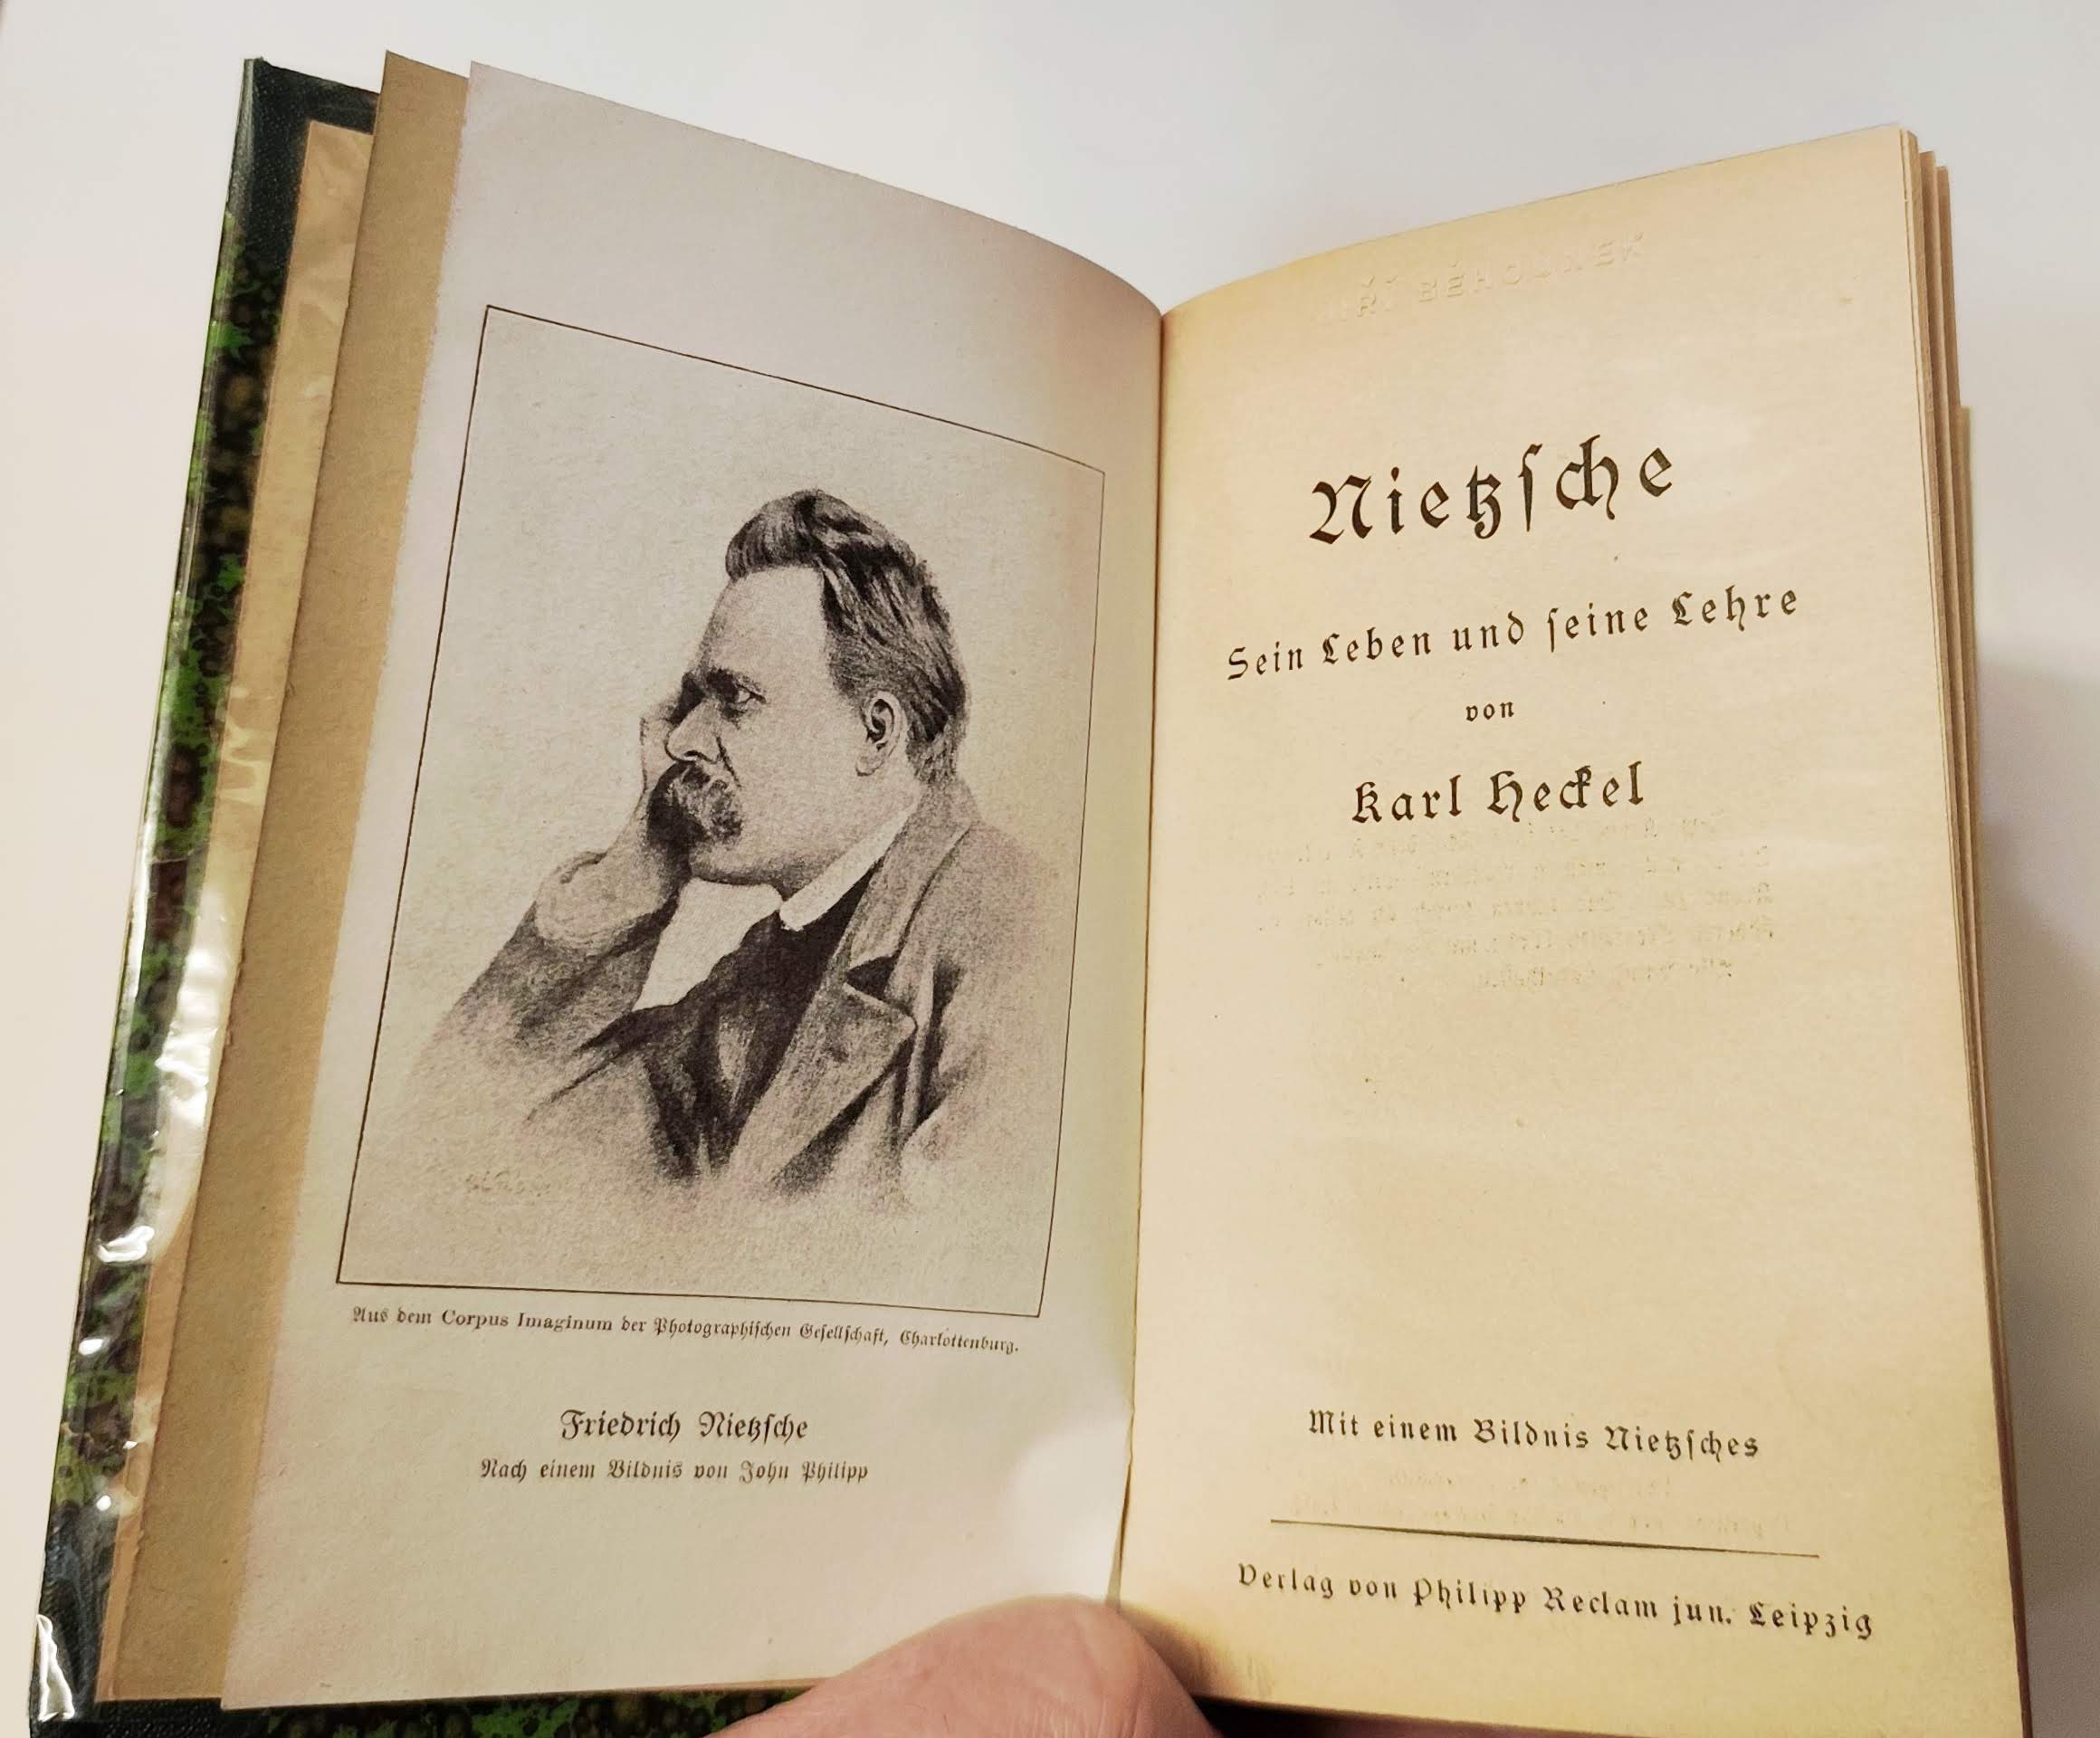 Aus dem Corpus Imaginum der Photographischen Gesellschaft, Charlottenburg.
Friedrich Nietzsche
Nach einem Bildnis von John Philipp
BĚHOUNEK
Nietzsche
Sein Leben und seine Lehre
von
Karl Heckel
Mit einem Bildnis Nietzsches
Verlag von Philipp Reclam jun. Leipzig